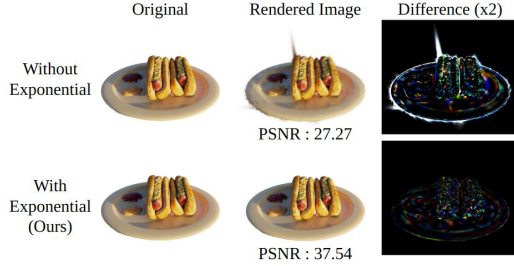 Original Rendered Image Difference (x2)
Without
Exponential
PSNR : 27.27
With
Exponential
(Ours)
PSNR : 37.54